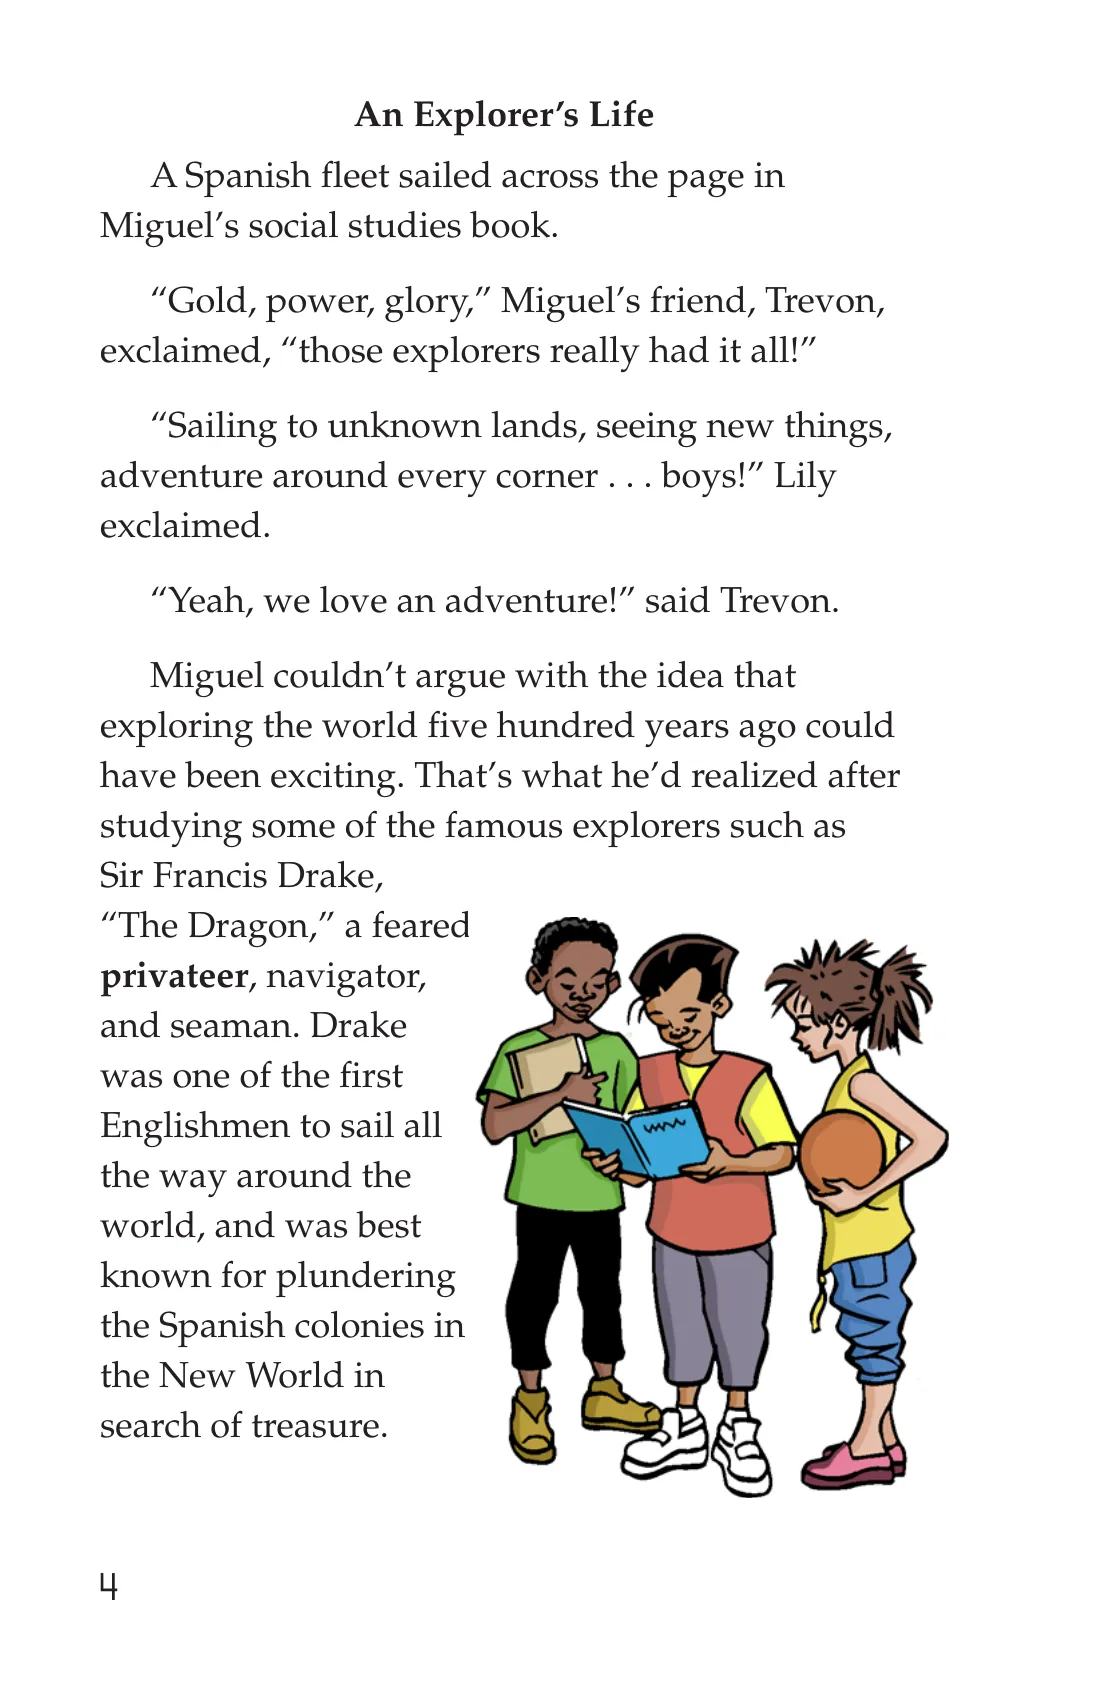 An Explorer’s Life
A Spanish fleet sailed across the page in
Miguel’s social studies book.
“Gold, power, glory,” Miguel’s friend, Trevon,
exclaimed, “those explorers really had it all!”
“Sailing to unknown lands, seeing new things,
adventure around every corner . . . boys!” Lily
exclaimed.
“Yeah, we love an adventure!” said Trevon.
Miguel couldn’t argue with the idea that
exploring the world five hundred years ago could
have been exciting. That’s what he’d realized after
studying some of the famous explorers such as
Sir Francis Drake,
“The Dragon,” a feared
privateer, navigator,
and seaman. Drake
was one of the first
Englishmen to sail all
the way around the
world, and was best
known for plundering
the Spanish colonies in
the New World in
search of treasure.
4